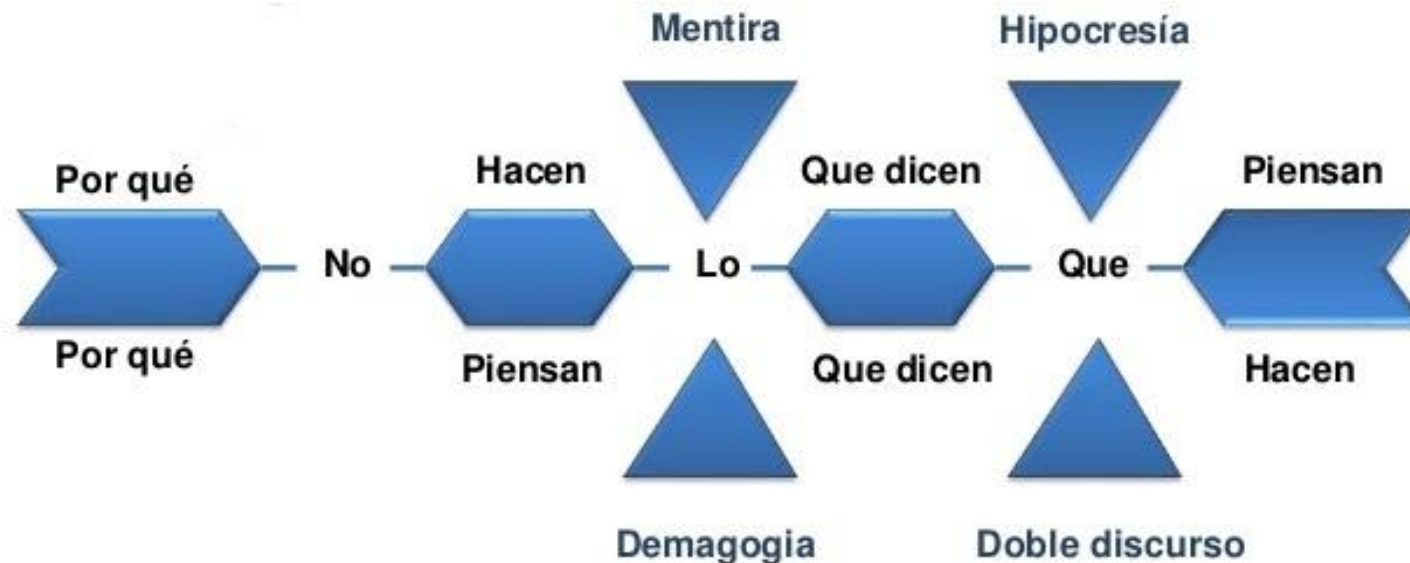 Mentira Hipocresía
Por qué Hacen Que dicen Piensan
No Lo Que
Por qué Piensan Que dicen Hacen
Demagogia Doble discurso